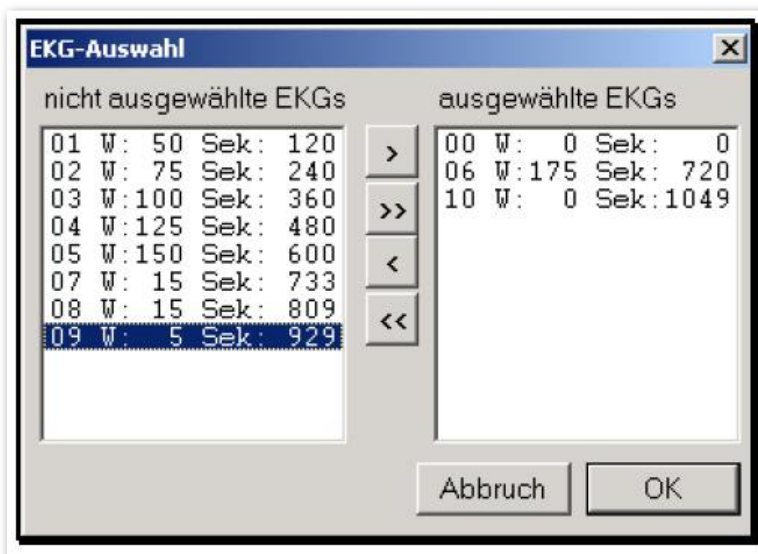 EKG-Auswahl
nicht ausgewählte EKGs
01 W: 50 Sek: 120
02 W: 75 Sek: 240
03 W:100 Sek: 360
04 W:125 Sek: 480
05 W:150 Sek: 600
07 W: 15 Sek: 733
08 W: 15 Sek: 809
09 W: 5 Sek: 929
>
>>
<
<<
ausgewählte EKGs
00 W: 0 Sek: 0
06 W:175 Sek: 720
10 W: 0 Sek:1049
Abbruch
OK